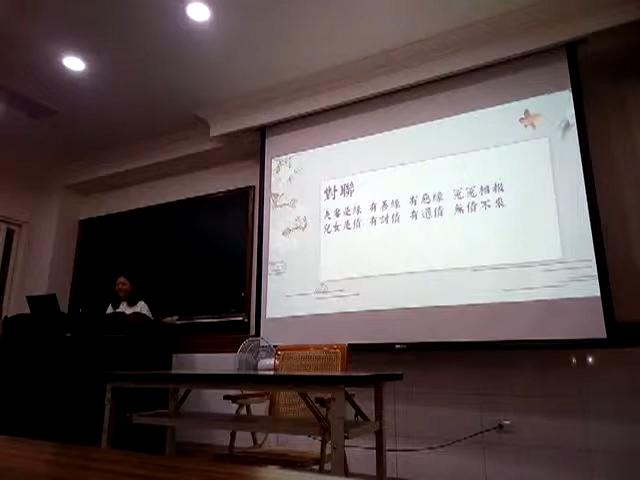 對聯
夫妻是緣 有善緣 有惡緣 冤冤相報
兒女是債 有討債 有還債 無債不來